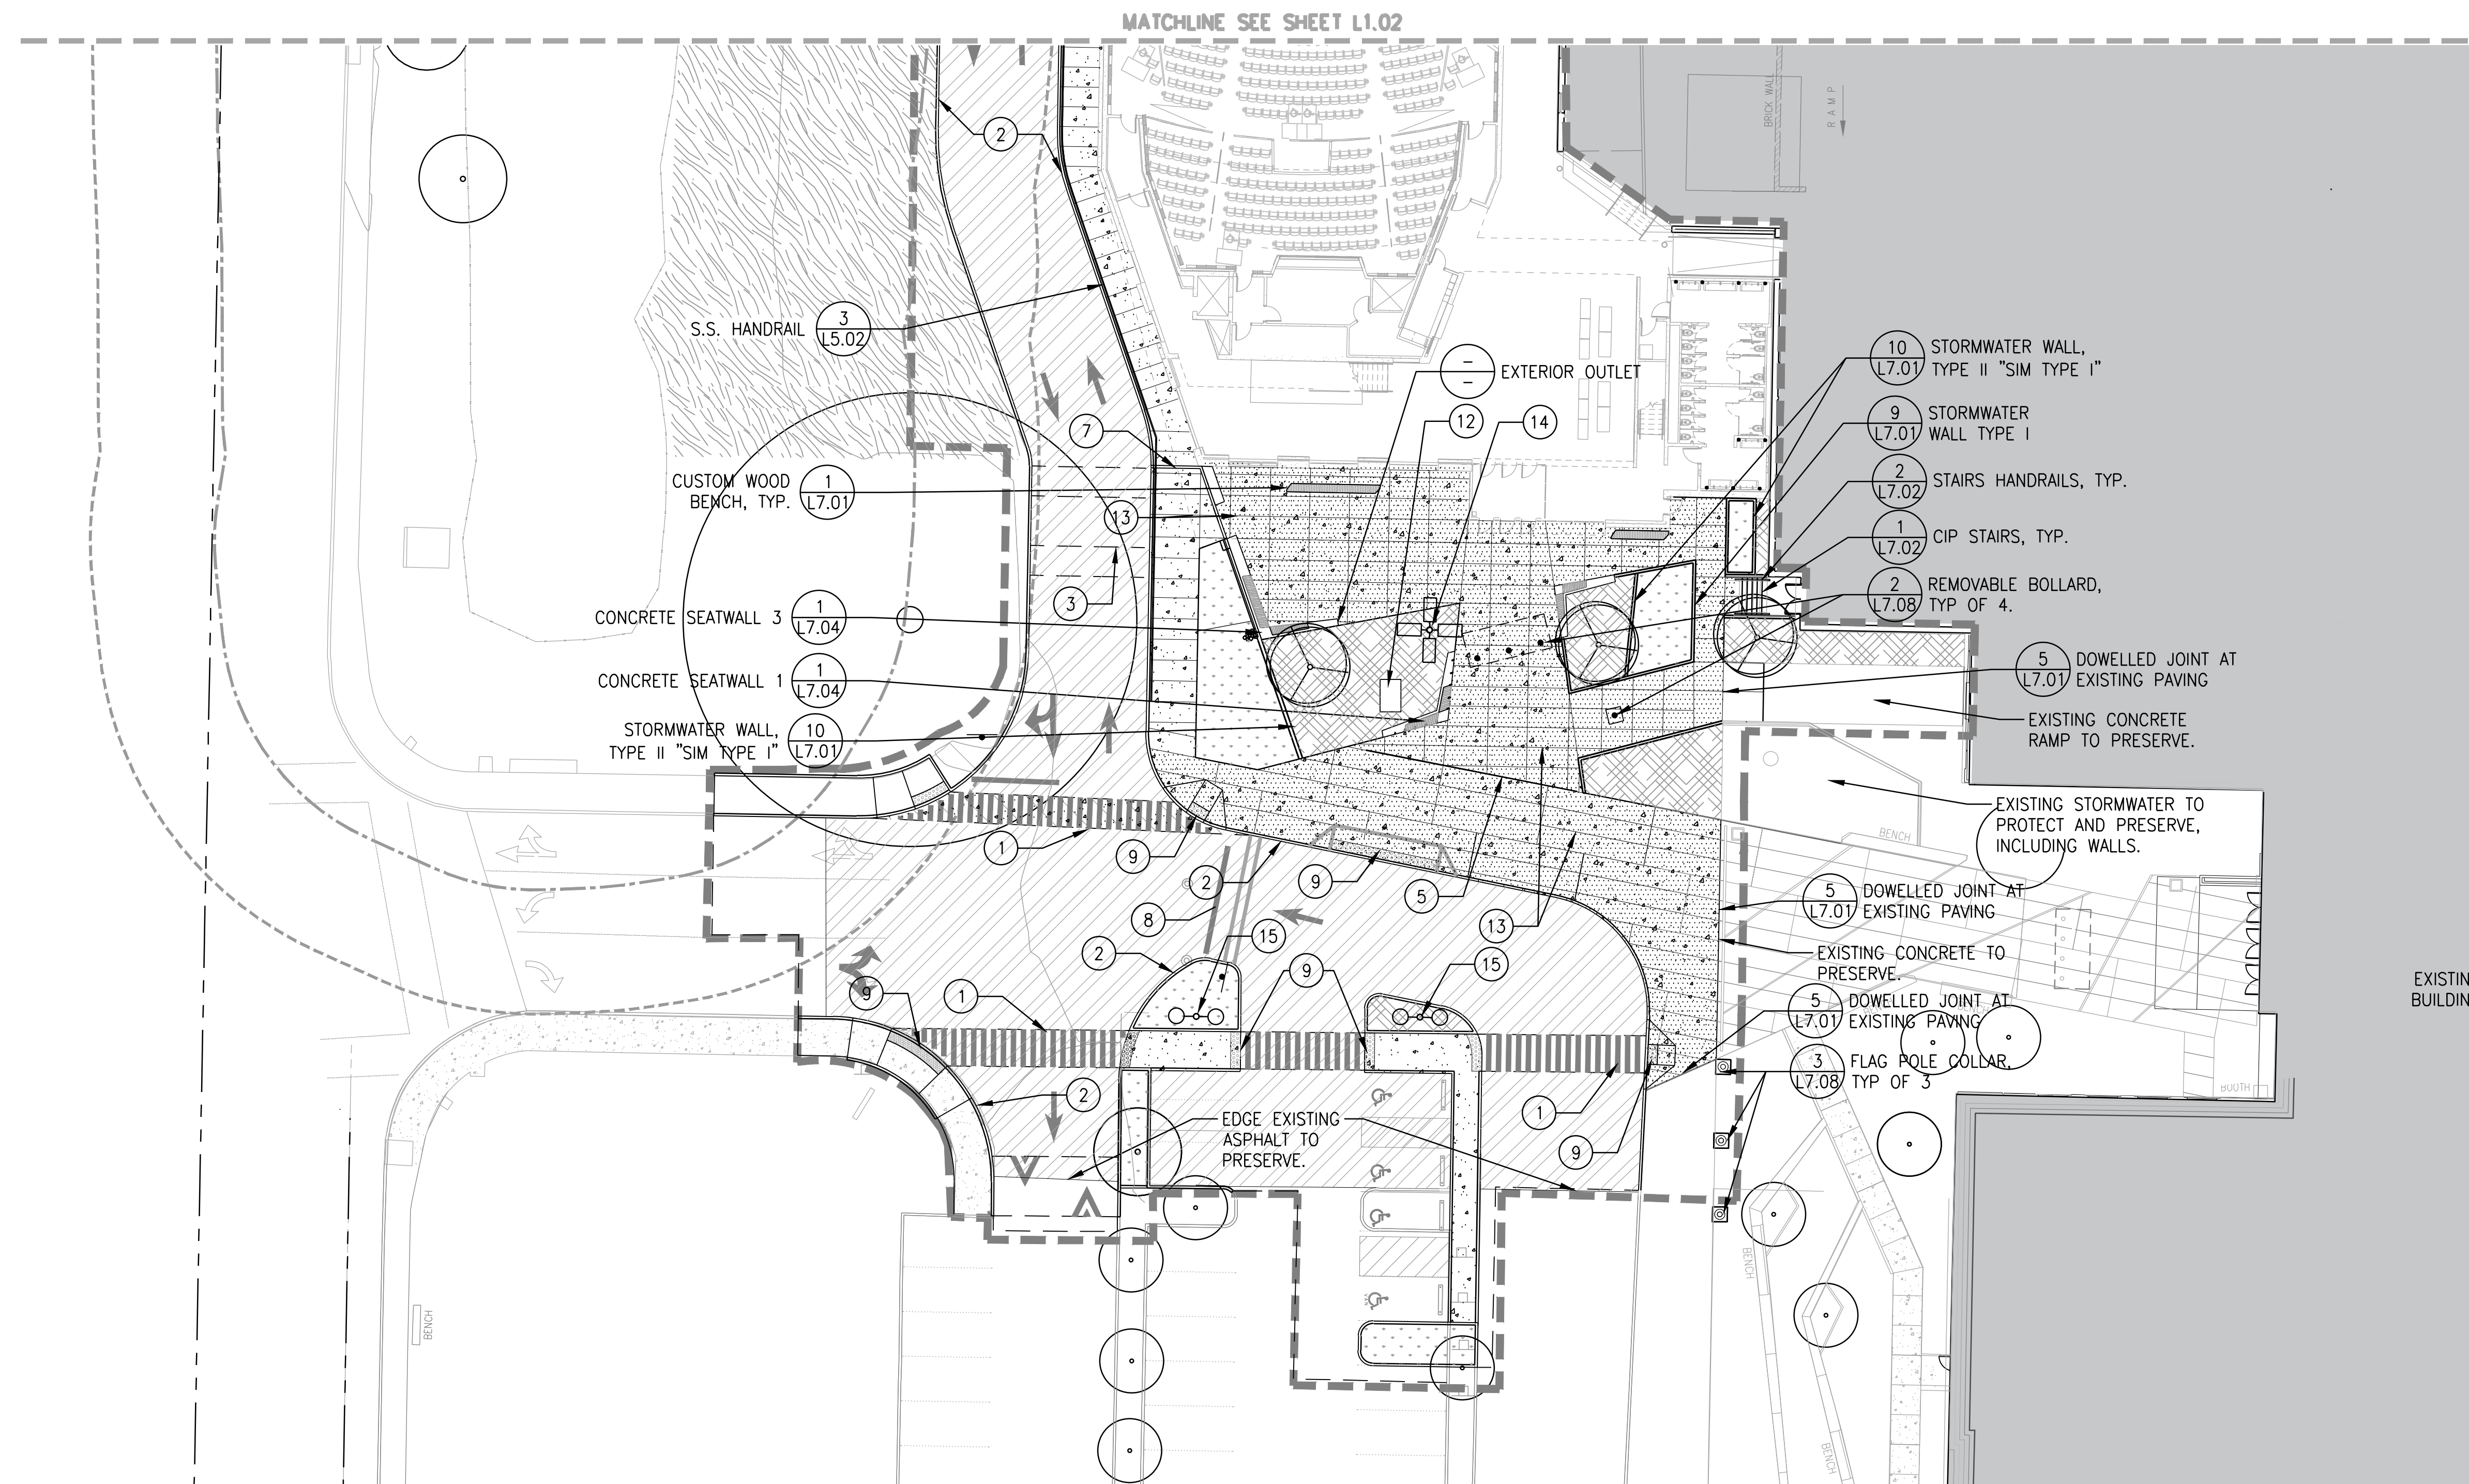 MATCHLINE SEE SHEET L1.02
BRICK WALL
RAMP
2
S.S. HANDRAIL
3
L5.02
–
–
EXTERIOR OUTLET
10
L7.01
STORMWATER WALL,
TYPE II "SIM TYPE I"
9
L7.01
STORMWATER
WALL TYPE I
7
12
14
CUSTOM WOOD
BENCH, TYP.
1
L7.01
13
2
L7.02
STAIRS HANDRAILS, TYP.
1
L7.02
CIP STAIRS, TYP.
2
L7.08
REMOVABLE BOLLARD,
TYP OF 4.
3
CONCRETE SEATWALL 3
1
L7.04
CONCRETE SEATWALL 1
1
L7.04
STORMWATER WALL,
TYPE II "SIM TYPE I"
10
L7.01
5
L7.01
DOWELLED JOINT AT
EXISTING PAVING
EXISTING CONCRETE
RAMP TO PRESERVE.
EXISTING STORMWATER TO
PROTECT AND PRESERVE,
INCLUDING WALLS.
BENCH
1
9
2
9
5
8
13
15
2
9
15
9
1
5
L7.01
DOWELLED JOINT AT
EXISTING PAVING
EXISTING CONCRETE TO
PRESERVE.
5
L7.01
DOWELLED JOINT AT
EXISTING PAVING
3
L7.08
FLAG POLE COLLAR,
TYP OF 3
EXISTIN
BUILDIN
BOOTH
2
EDGE EXISTING
ASPHALT TO
PRESERVE.
1
9
BENCH
BENCH
BENCH